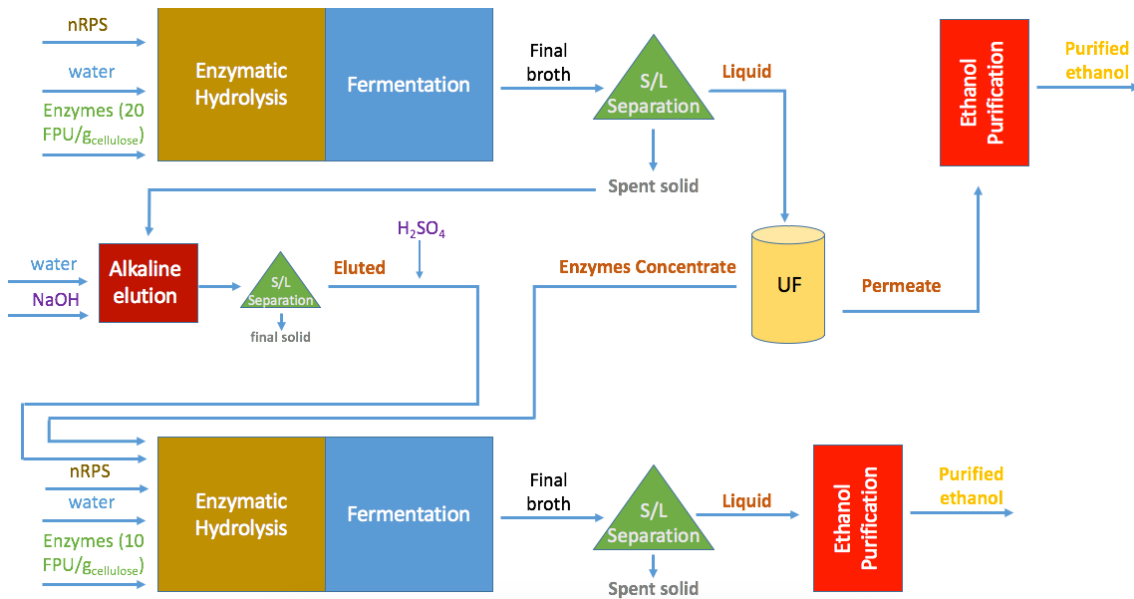 nRPS
water
Enzymes (20
FPU/gcellulose)
Enzymatic
Hydrolysis
Fermentation
Final
broth
S/L
Separation
Liquid
Spent solid
Ethanol
Purification
Purified
ethanol
water
NaOH
Alkaline
elution
S/L
Separation
final solid
Eluted
H2SO4
Enzymes Concentrate
UF
Permeate
nRPS
water
Enzymes (10
FPU/gcellulose)
Enzymatic
Hydrolysis
Fermentation
Final
broth
S/L
Separation
Liquid
Spent solid
Ethanol
Purification
Purified
ethanol